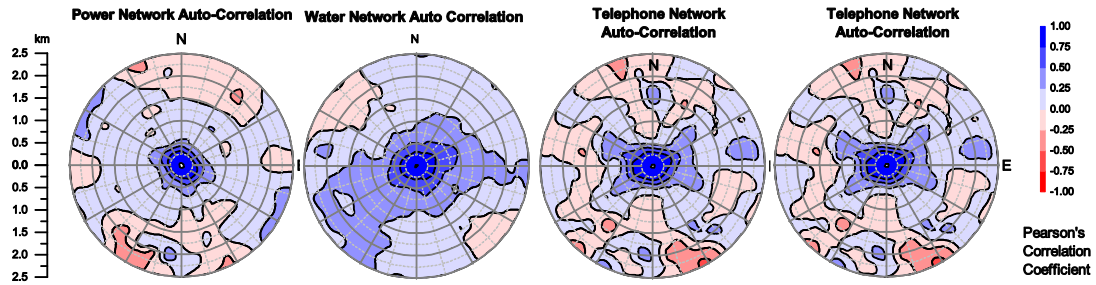 Power Network Auto-Correlation
Water Network Auto Correlation
Telephone Network
Auto-Correlation
Telephone Network
Auto-Correlation
km
N
N
N
N
2.5
2.0
1.5
1.0
0.5
0.0
0.5
1.0
1.5
2.0
2.5
I
I
E
1.00
0.75
0.50
0.25
0.00
-0.25
-0.50
-0.75
-1.00
Pearson's
Correlation
Coefficient